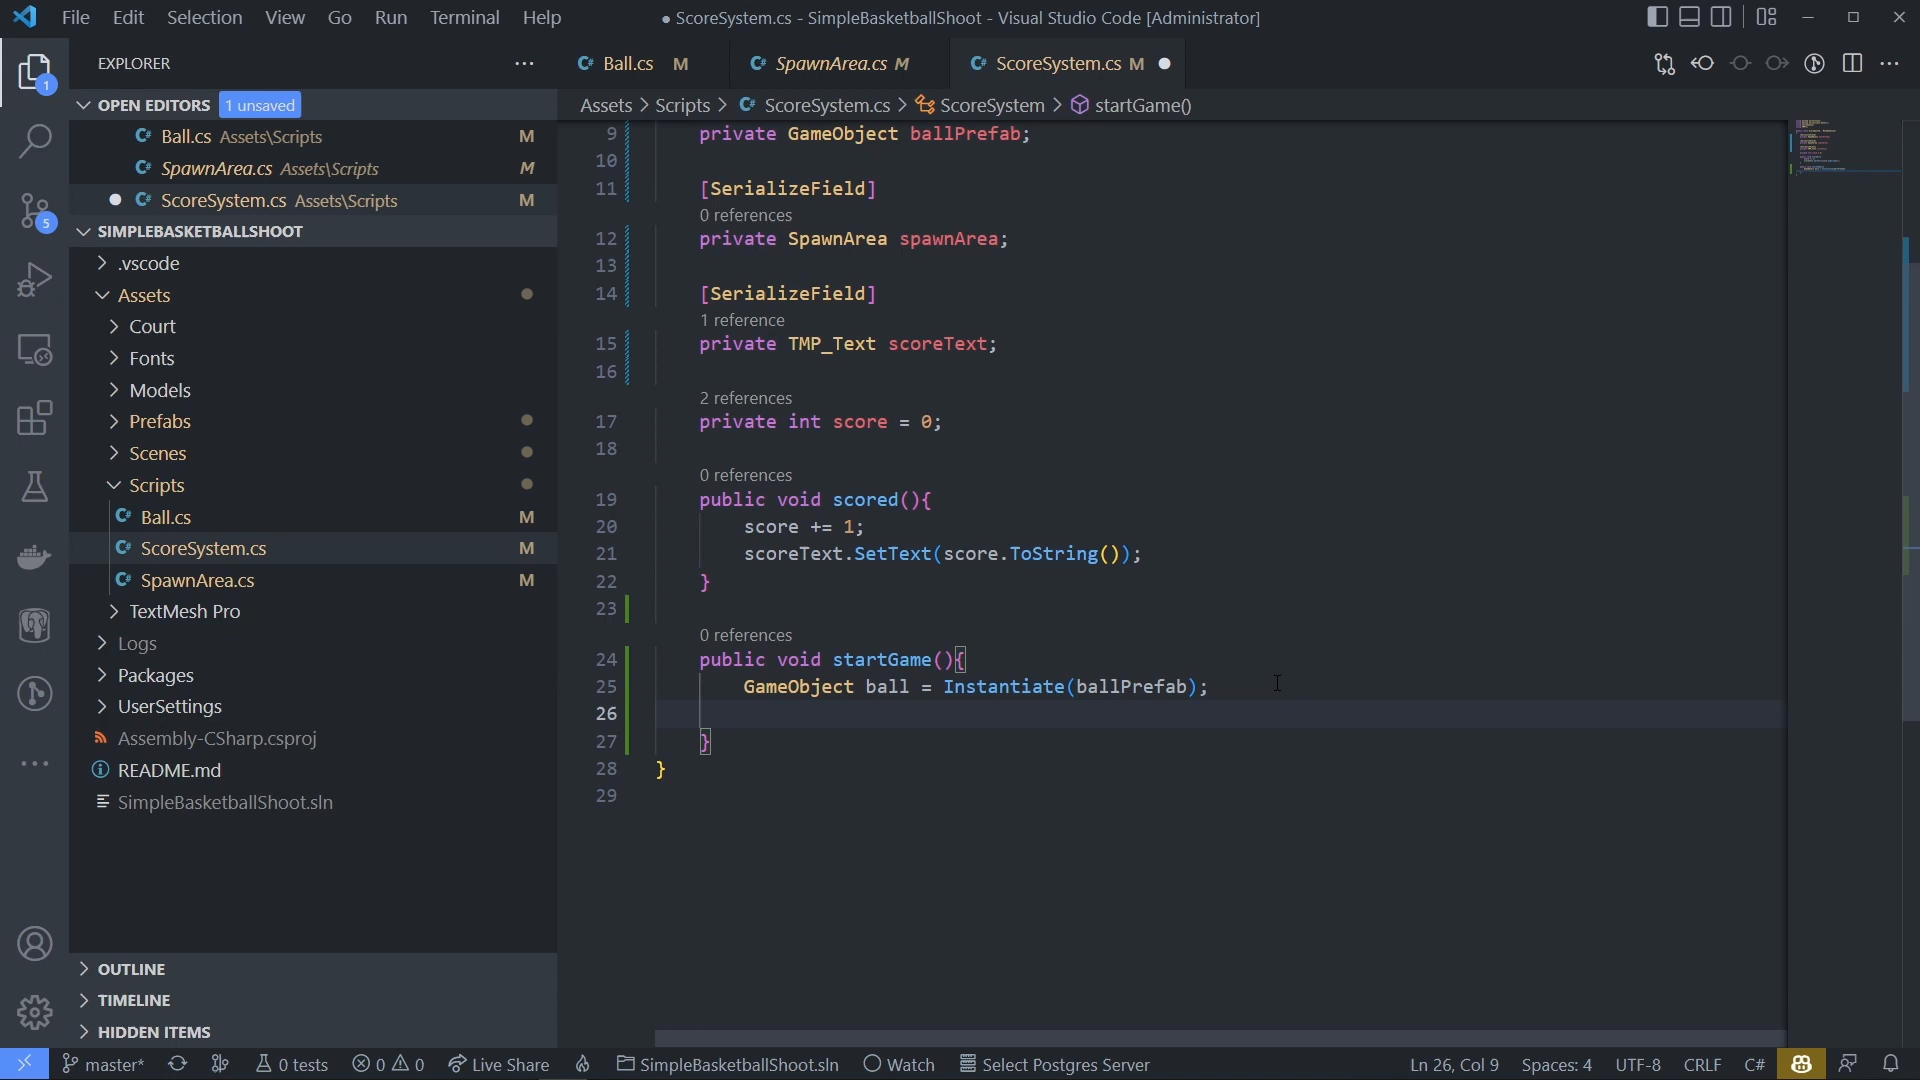 File Edit Selection View Go Run Terminal Help
● ScoreSystem.cs - SimpleBasketballShoot - Visual Studio Code [Administrator]
EXPLORER
OPEN EDITORS 1 unsaved
C# Ball.cs Assets\Scripts M
C# SpawnArea.cs Assets\Scripts M
C# ScoreSystem.cs Assets\Scripts M
SIMPLEBASKETBALLSHOOT
.vscode
Assets
Court
Fonts
Models
Prefabs
Scenes
Scripts
C# Ball.cs M
C# ScoreSystem.cs M
C# SpawnArea.cs M
TextMesh Pro
Logs
Packages
UserSettings
Assembly-CSharp.csproj
README.md
SimpleBasketballShoot.sln
OUTLINE
TIMELINE
HIDDEN ITEMS
1
5
C# Ball.cs M
C# SpawnArea.cs M
C# ScoreSystem.cs M
Assets > Scripts > C# ScoreSystem.cs > ScoreSystem > startGame()
9 private GameObject ballPrefab;
10
11 [SerializeField]
0 references
12 private SpawnArea spawnArea;
13
14 [SerializeField]
1 reference
15 private TMP_Text scoreText;
16
2 references
17 private int score = 0;
18
0 references
19 public void scored(){
20 score += 1;
21 scoreText.SetText(score.ToString());
22 }
23
0 references
24 public void startGame(){
25 GameObject ball = Instantiate(ballPrefab);
26
27 }
28 }
29
master* 0 tests 0 0 Live Share SimpleBasketballShoot.sln Watch Select Postgres Server
Ln 26, Col 9 Spaces: 4 UTF-8 CRLF C#